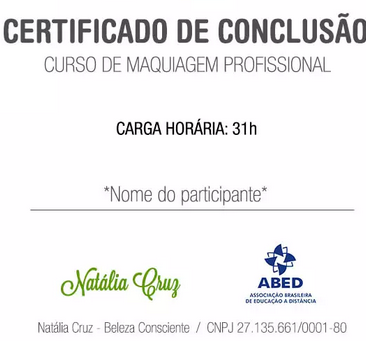 CERTIFICADO DE CONCLUSÃO
CURSO DE MAQUIAGEM PROFISSIONAL
CARGA HORÁRIA: 31h
*Nome do participante*
Natália Cruz
ABED
ASSOCIAÇÃO BRASILEIRA
DE EDUCAÇÃO A DISTÂNCIA
Natália Cruz - Beleza Consciente / CNPJ 27.135.661/0001-80